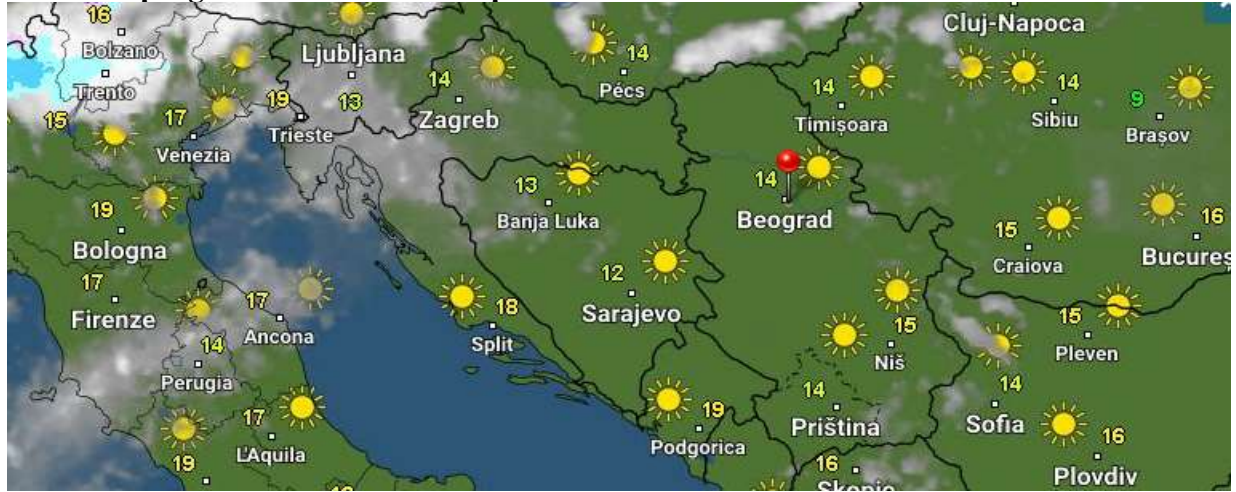 16
Bolzano
Trento
15
17
Venezia
19
Trieste
Ljubljana
13
14
Zagreb
14
Pécs
Cluj-Napoca
14
Timișoara
14
Sibiu
9
Brașov
19
Bologna
13
Banja Luka
14
Beograd
15
Craiova
16
17
Firenze
17
Ancona
18
Split
12
Sarajevo
15
Niš
15
Pleven
14
Perugia
14
Sofia
17
L'Aquila
19
Podgorica
14
Priština
16
Plovdiv
19
16